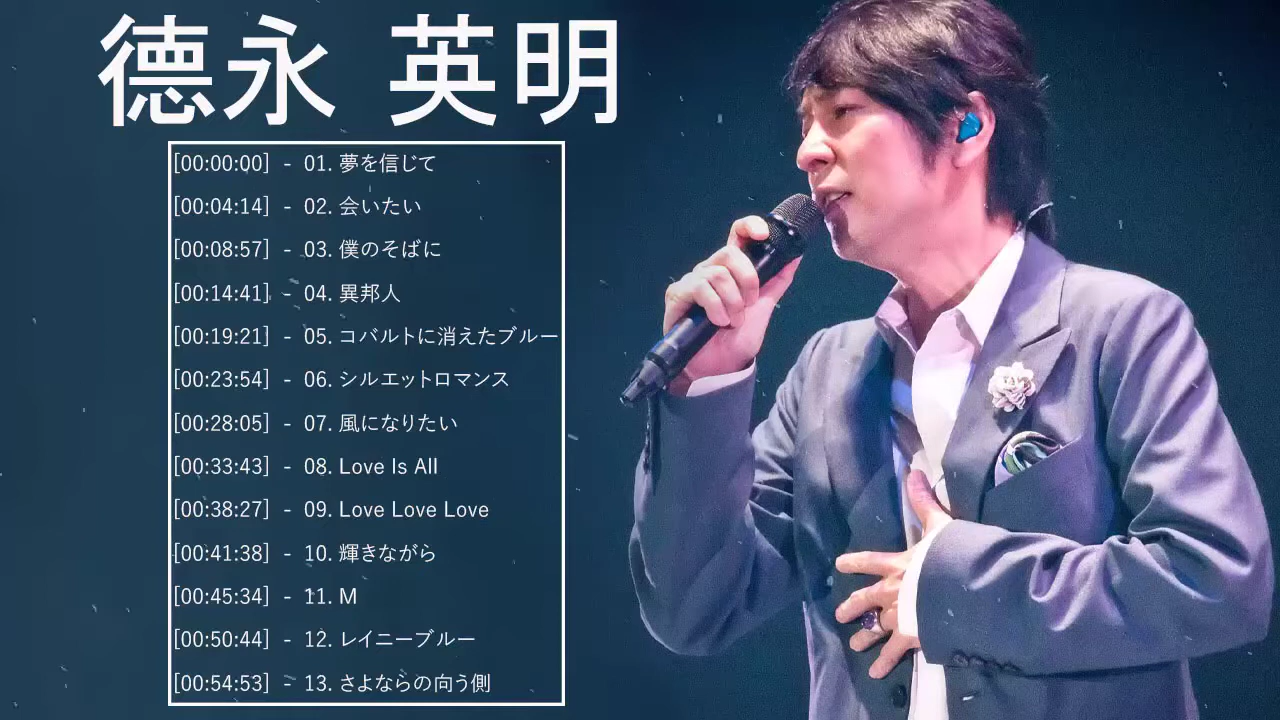 德永 英明
[00:00:00] - 01. 夢を信じて
[00:04:14] - 02. 会いたい
[00:08:57] - 03. 僕のそばに
[00:14:41] - 04. 異邦人
[00:19:21] - 05. コバルトに消えたブルー
[00:23:54] - 06. シルエットロマンス
[00:28:05] - 07. 風になりたい
[00:33:43] - 08. Love Is All
[00:38:27] - 09. Love Love Love
[00:41:38] - 10. 輝きながら
[00:45:34] - 11. M
[00:50:44] - 12. レイニーブルー
[00:54:53] - 13. さよならの向う側